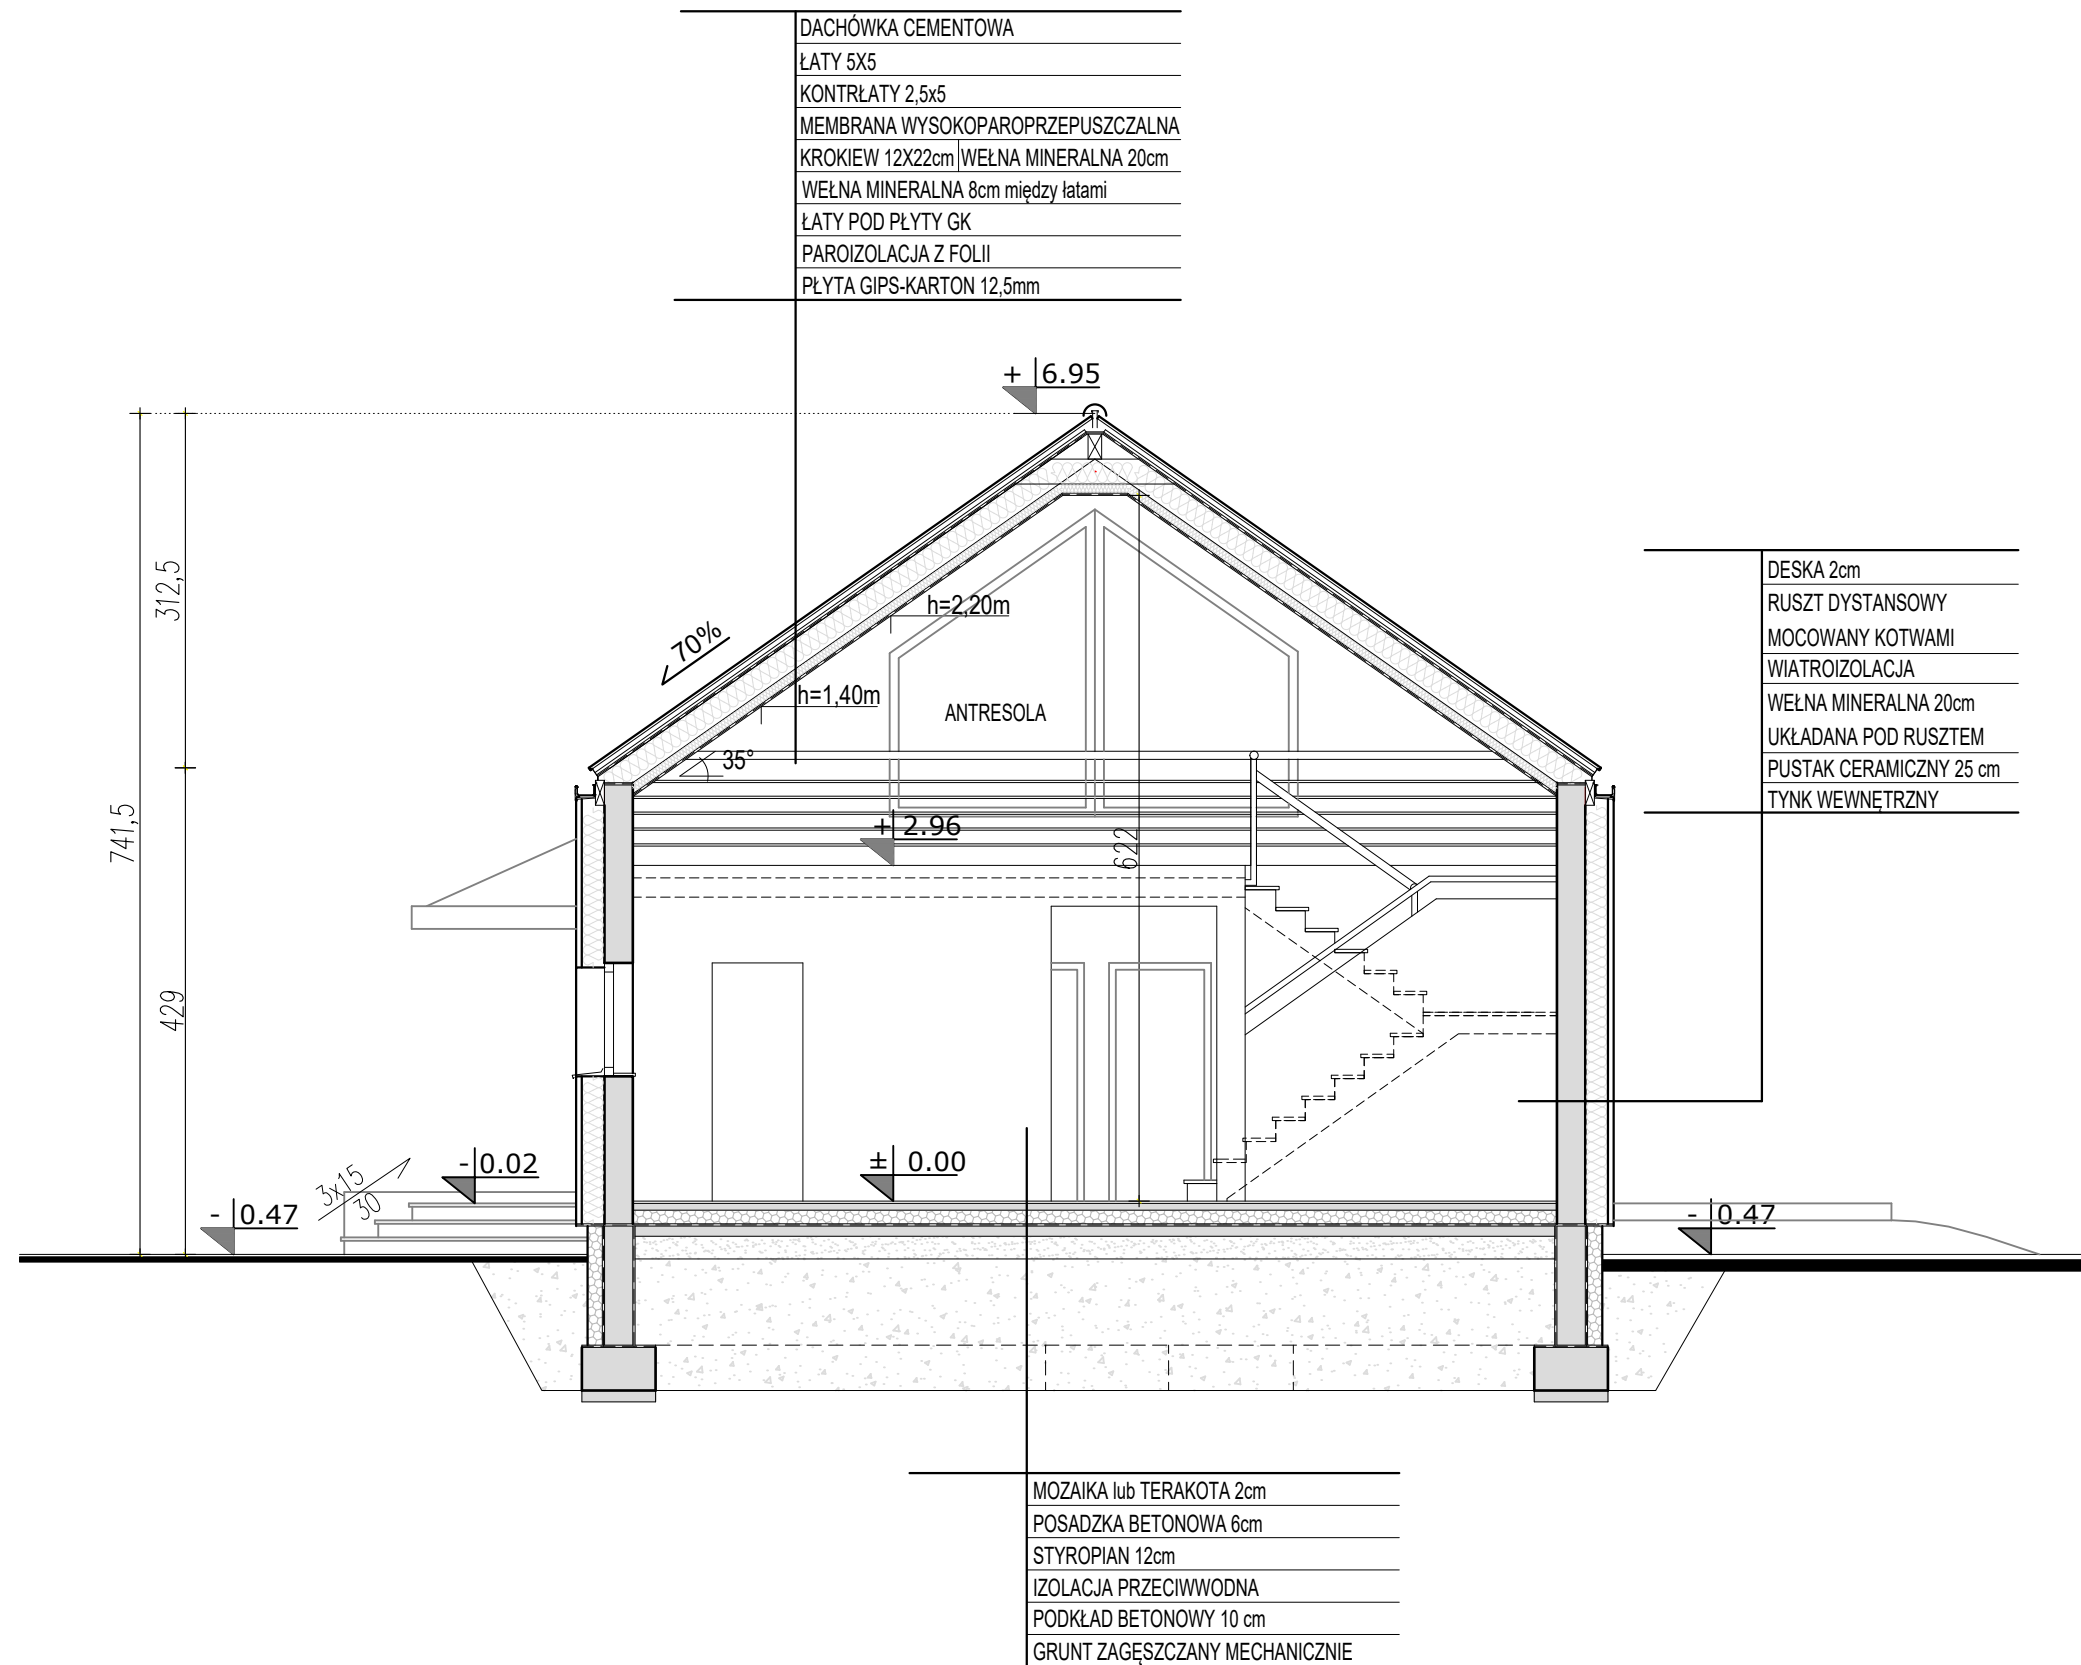 DACHÓWKA CEMENTOWA
ŁATY 5X5
KONTRŁATY 2,5x5
MEMBRANA WYSOKOPAROPRZEPUSZCZALNA
KROKIEW 12X22cm WEŁNA MINERALNA 20cm
WEŁNA MINERALNA 8cm między łatami
ŁATY POD PŁYTY GK
PAROIZOLACJA Z FOLII
PŁYTA GIPS-KARTON 12,5mm
+ 6.95
312,5
741,5
429
70%
h=2,20m
h=1,40m
ANTRESOLA
35°
+ 2.96
622
DESKA 2cm
RUSZT DYSTANSOWY
MOCOWANY KOTWAMI
WIATROIZOLACJA
WEŁNA MINERALNA 20cm
UKŁADANA POD RUSZTEM
PUSTAK CERAMICZNY 25 cm
TYNK WEWNĘTRZNY
- 0.47
3x15
30
- 0.02
± 0.00
- 0.47
MOZAIKA lub TERAKOTA 2cm
POSADZKA BETONOWA 6cm
STYROPIAN 12cm
IZOLACJA PRZECIWWODNA
PODKŁAD BETONOWY 10 cm
GRUNT ZAGĘSZCZANY MECHANICZNIE